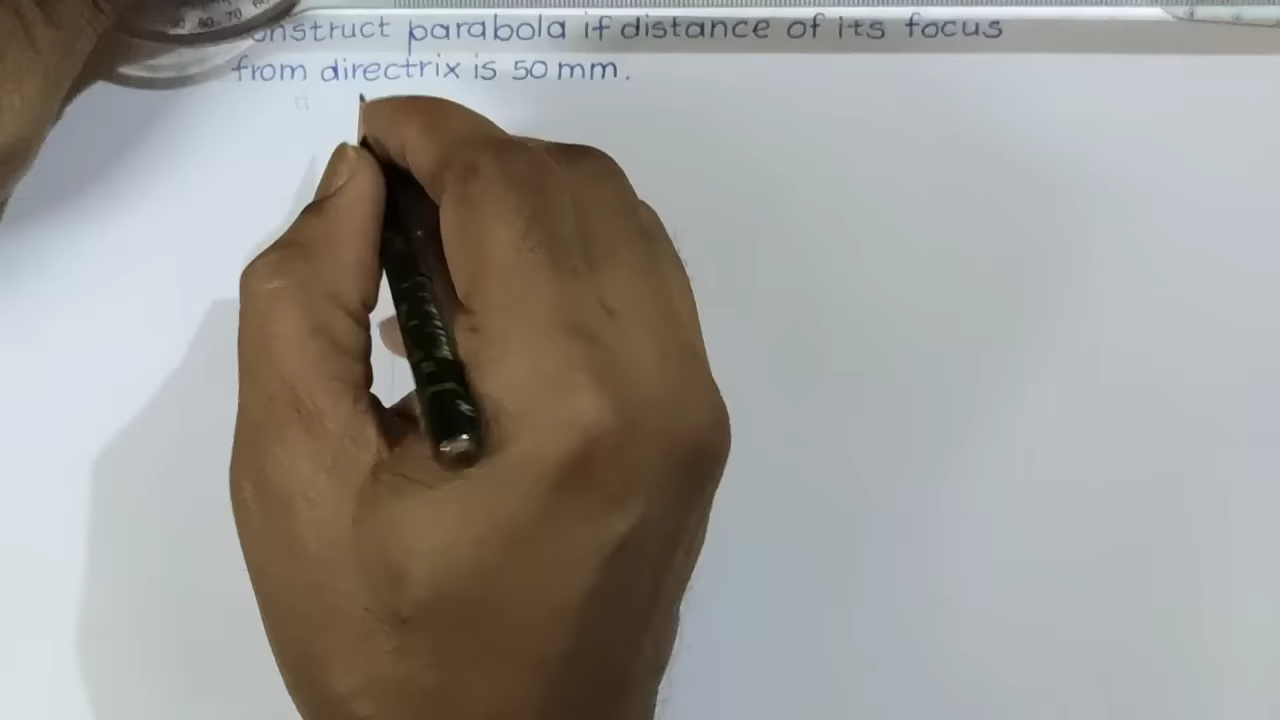 onstruct parabola if distance of its focus
from directrix is 50 mm.